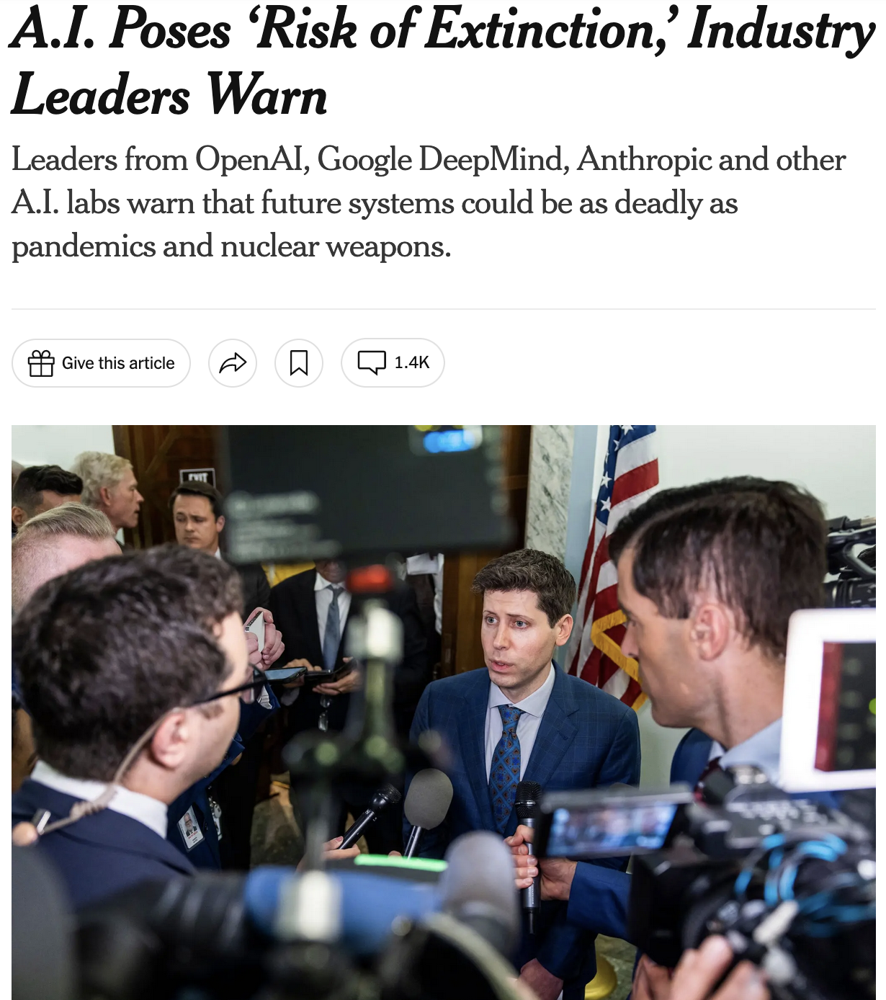 A.I. Poses ‘Risk of Extinction,’ Industry
Leaders Warn
Leaders from OpenAI, Google DeepMind, Anthropic and other
A.I. labs warn that future systems could be as deadly as
pandemics and nuclear weapons.
Give this article
1.4K
EXIT